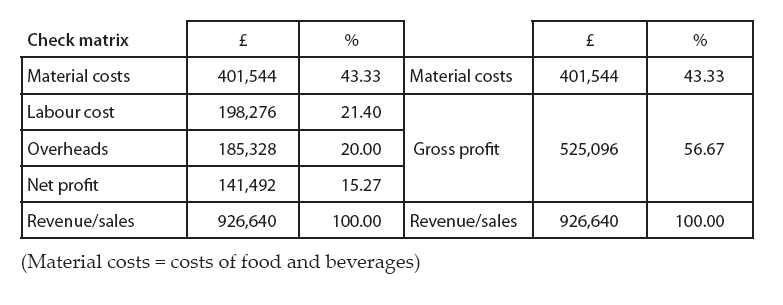 Check matrix £ % £ %
Material costs 401,544 43.33 Material costs 401,544 43.33
Labour cost 198,276 21.40
Overheads 185,328 20.00 Gross profit 525,096 56.67
Net profit 141,492 15.27
Revenue/sales 926,640 100.00 Revenue/sales 926,640 100.00
(Material costs = costs of food and beverages)